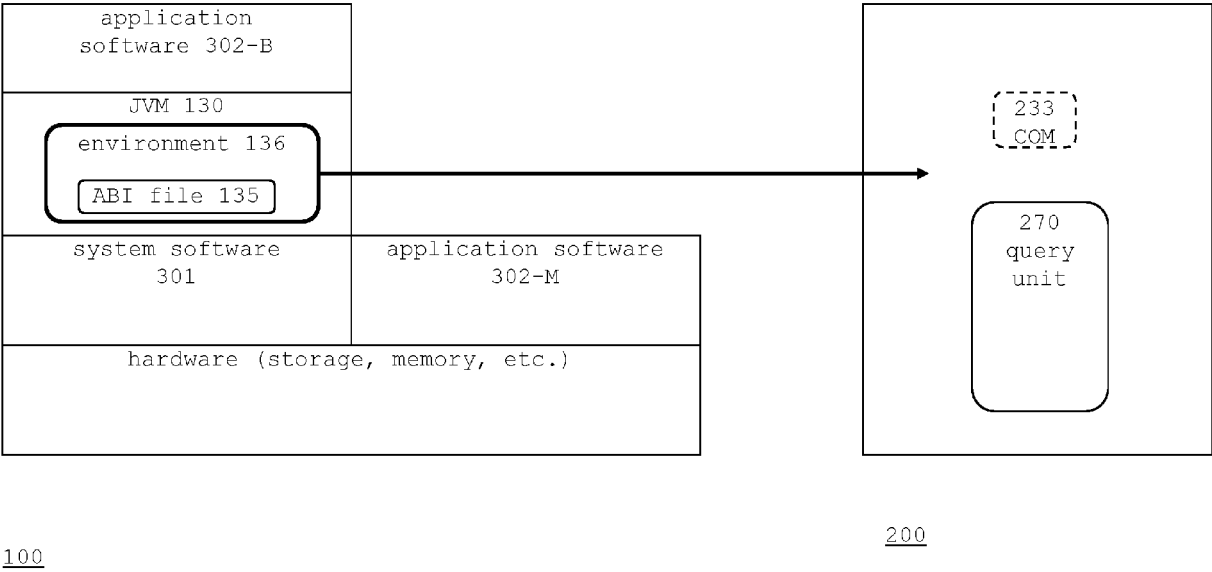 application
software 302-B
JVM 130
environment 136
ABI file 135
system software
301
application software
302-M
hardware (storage, memory, etc.)
233
COM
270
query
unit
100
200